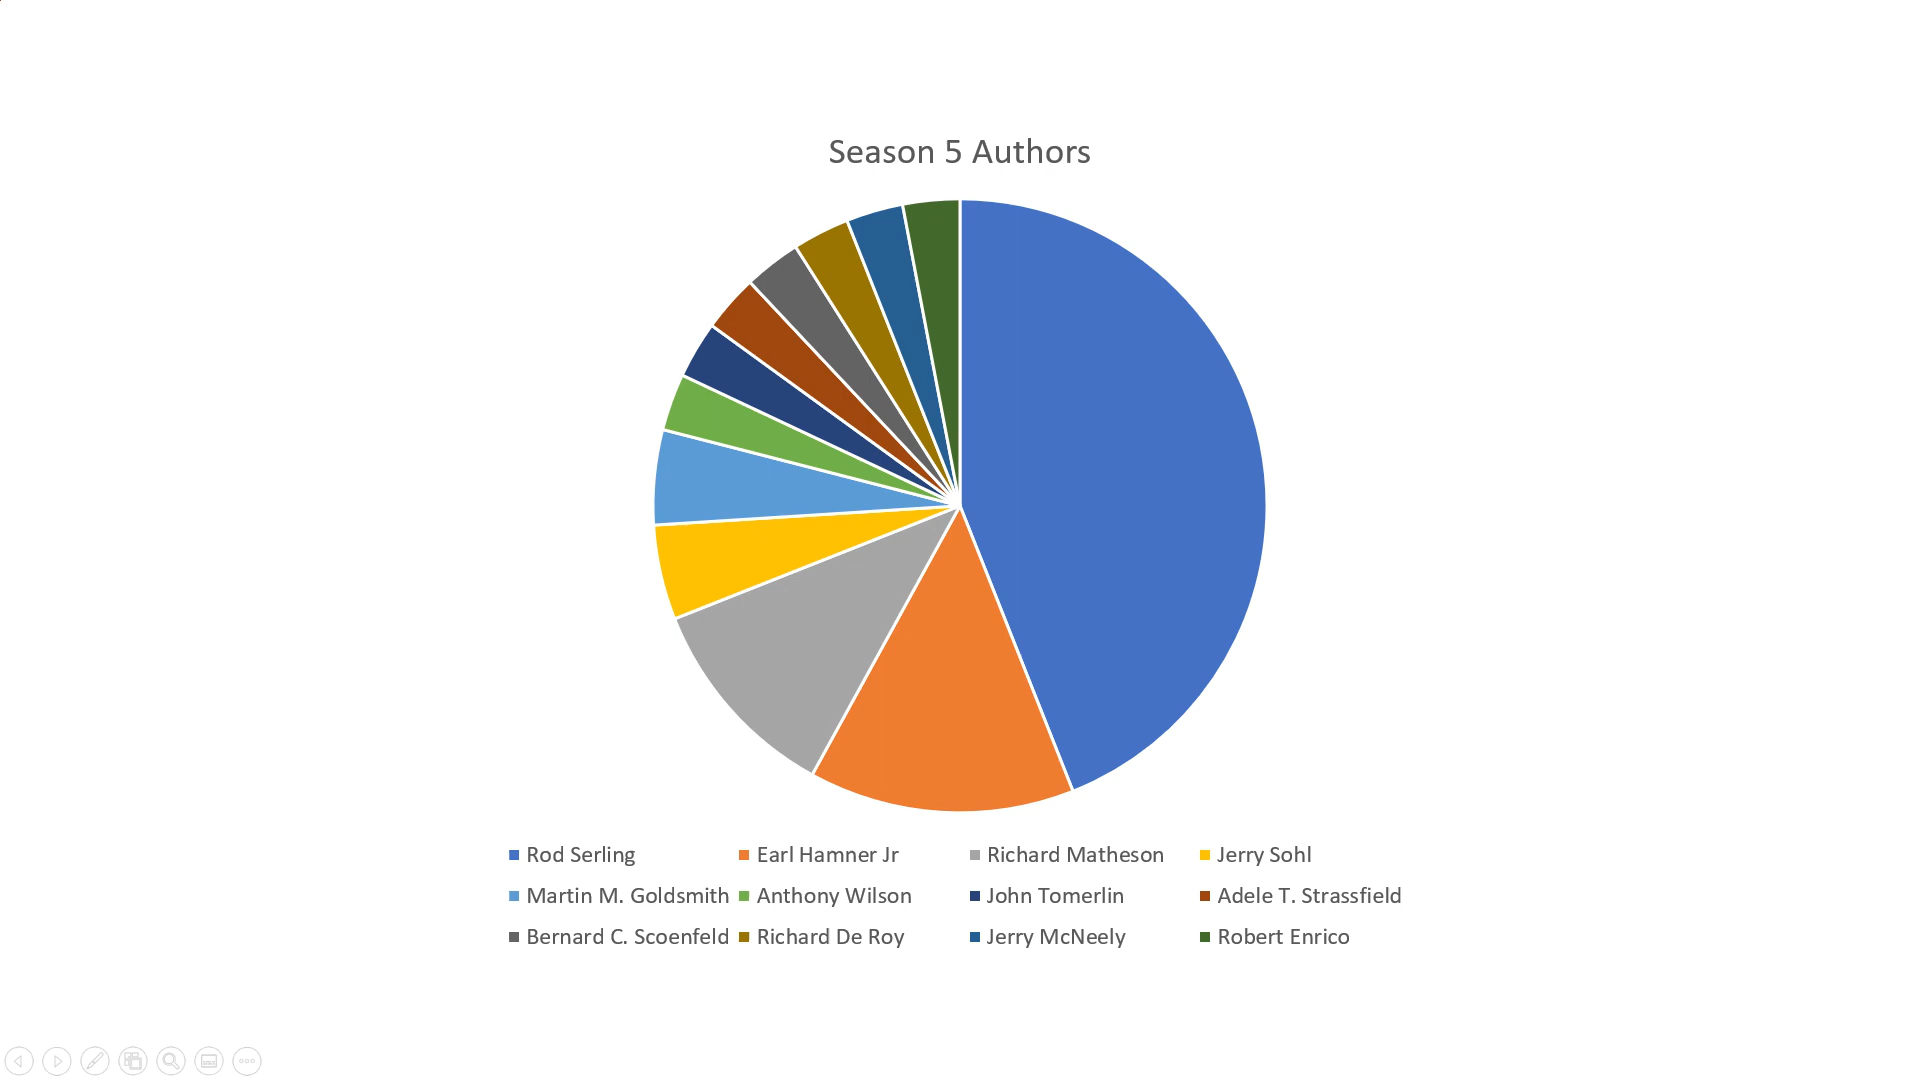 Season 5 Authors
Rod Serling Earl Hamner Jr Richard Matheson Jerry Sohl
Martin M. Goldsmith Anthony Wilson John Tomerlin Adele T. Strassfield
Bernard C. Scoenfeld Richard De Roy Jerry McNeely Robert Enrico